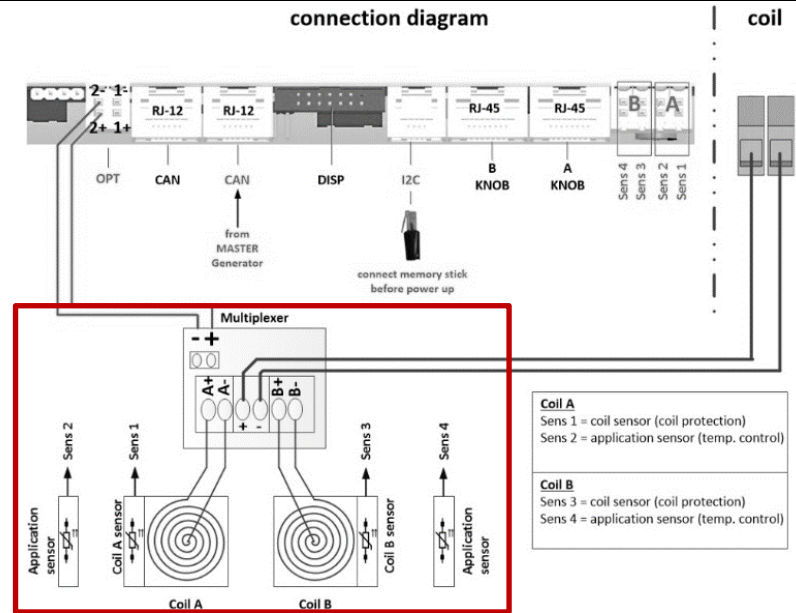 connection diagram
coil
2- 1-
2+ 1+
RJ-12
RJ-12
RJ-45
RJ-45
B
A
OPT
CAN
CAN
DISP
I2C
B
KNOB
A
KNOB
Sens 4
Sens 3
Sens 2
Sens 1
from
MASTER
Generator
connect memory stick
before power up
Multiplexer
- +
A+
A-
+
-
B+
B-
Sens 2
Sens 1
Sens 3
Sens 4
Application
sensor
Coil A sensor
Coil B sensor
Application
sensor
Coil A
Coil B
Coil A
Sens 1 = coil sensor (coil protection)
Sens 2 = application sensor (temp. control)
Coil B
Sens 3 = coil sensor (coil protection)
Sens 4 = application sensor (temp. control)